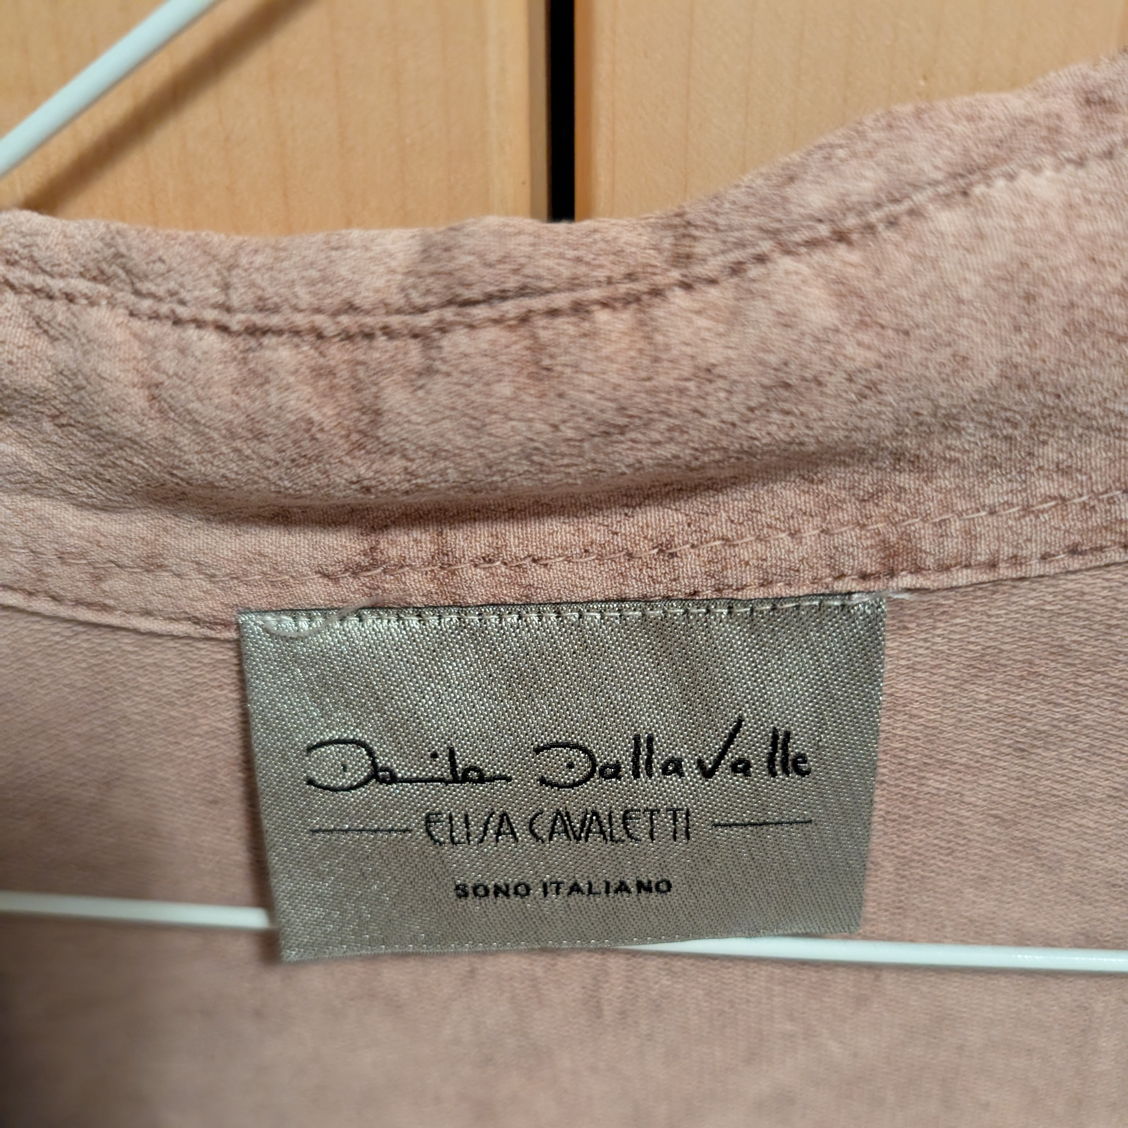 Daniela DallaValle
ELISA CAVALETTI
SONO ITALIANO